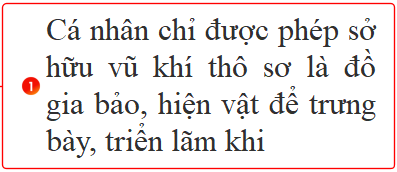 Cá nhân chỉ được phép sở
1 hữu vũ khí thô sơ là đồ
gia bảo, hiện vật để trưng
bày, triển lãm khi